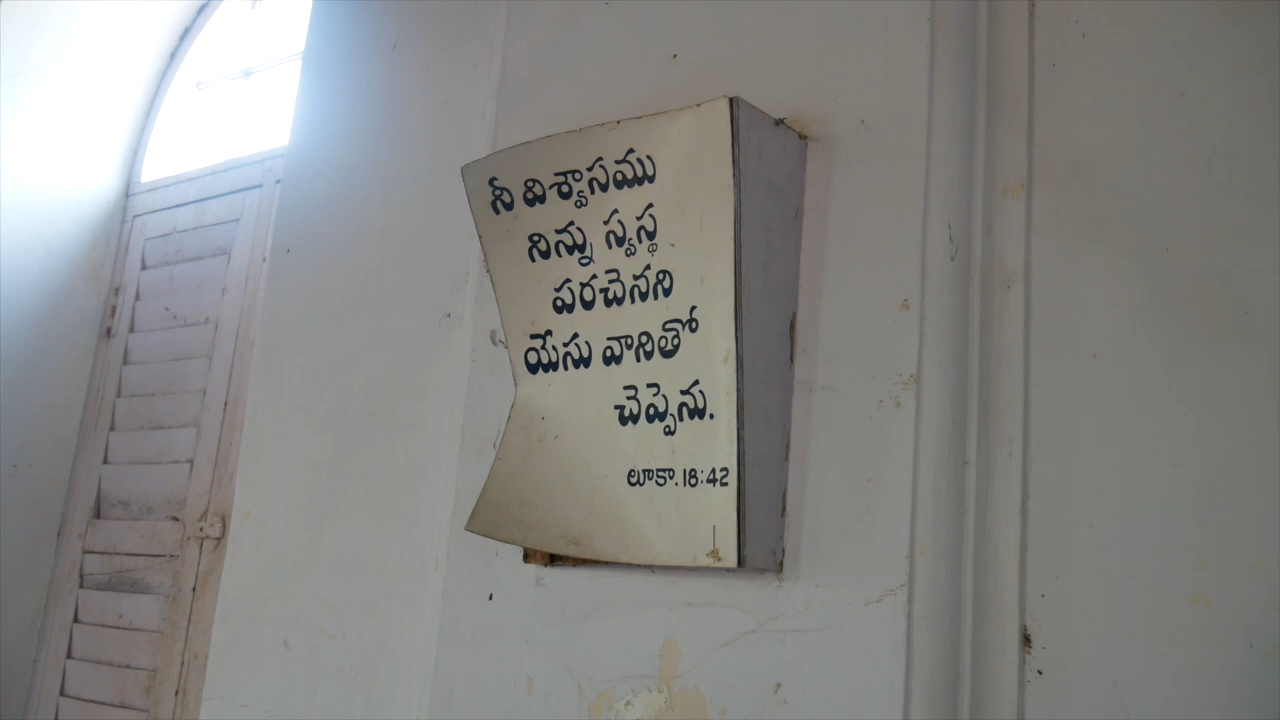 నీ విశ్వాసము
నిన్ను స్వస్థ
పరచెనని
యేసు వానితో
చెప్పెను.
లూకా. 18:42